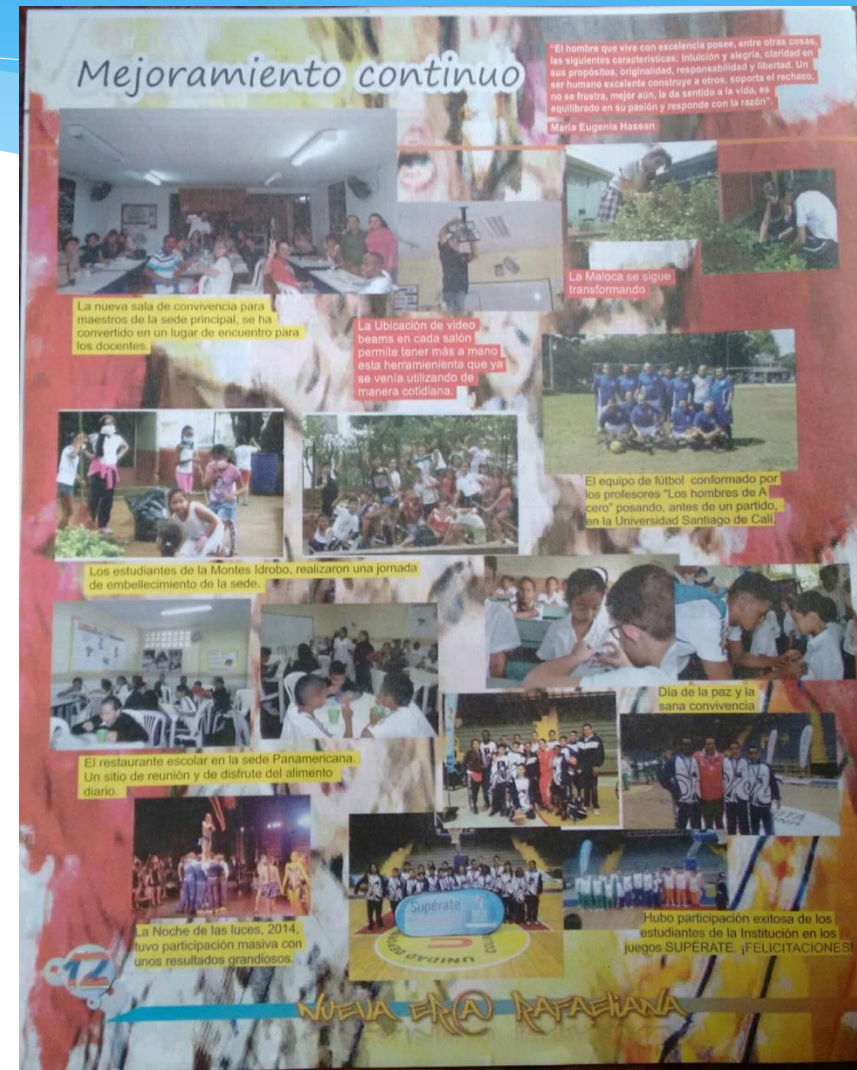 Mejoramiento continuo
"El hombre que vive con excelencia posee, entre otras cosas,
las siguientes características: Intuición y alegría, claridad en
sus propósitos, originalidad, responsabilidad y libertad. Un
ser humano excelente construye a otros, soporta el rechazo,
no se frustra, mejor aún, le da sentido a la vida, es
equilibrado en su pasión y responde con la razón".
María Eugenia Hassan
La nueva sala de convivencia para
maestros de la sede principal, se ha
convertido en un lugar de encuentro para
los docentes.
La Ubicación de video
beams en cada salón
permite tener más a mano
esta herramienienta que ya
se venía utilizando de
manera cotidiana.
La Maloca se sigue
transformando
El equipo de fútbol conformado por
los profesores "Los hombres de A
cero" posando, antes de un partido,
en la Universidad Santiago de Cali.
Los estudiantes de la Montes Idrobo, realizaron una jornada
de embellecimiento de la sede.
Dia de la paz y la
sana convivencia
El restaurante escolar en la sede Panamericana.
Un sitio de reunión y de disfrute del alimento
diario.
La Noche de las luces, 2014,
tuvo participación masiva con
unos resultados grandiosos.
Supérate
Hubo participación exitosa de los
estudiantes de la Institución en los
juegos SUPÉRATE. ¡FELICITACIONES!
12
NUEVA ER@ RAFAELIANA